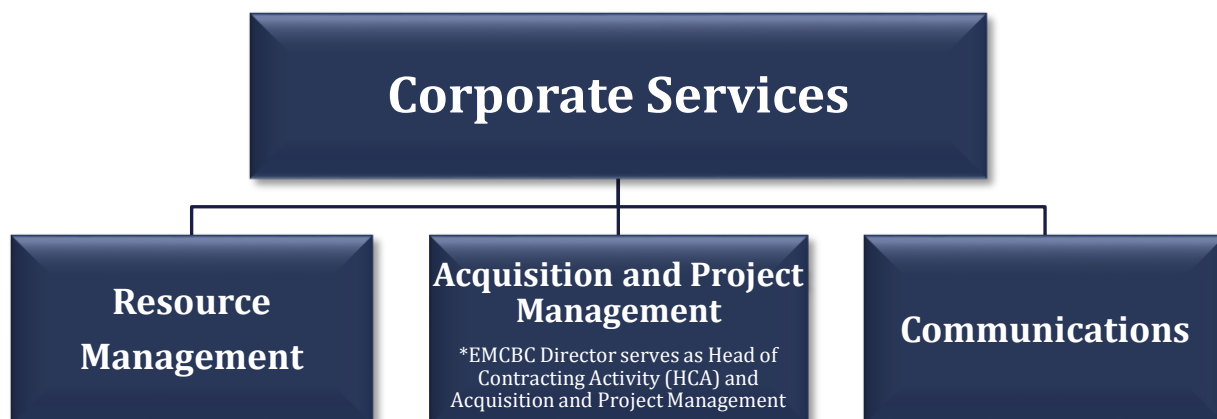 Corporate Services
Resource
Management
Acquisition and Project
Management
*EMCBC Director serves as Head of
Contracting Activity (HCA) and
Acquisition and Project Management
Communications